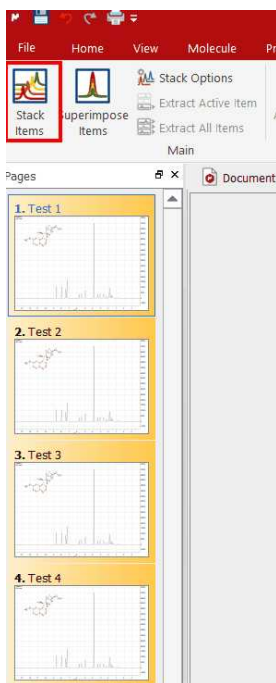 File Home View Molecule Pr
Stack Items
Superimpose Items
Stack Options
Extract Active Item
Extract All Items
Main
Pages
Document
1. Test 1
2. Test 2
3. Test 3
4. Test 4